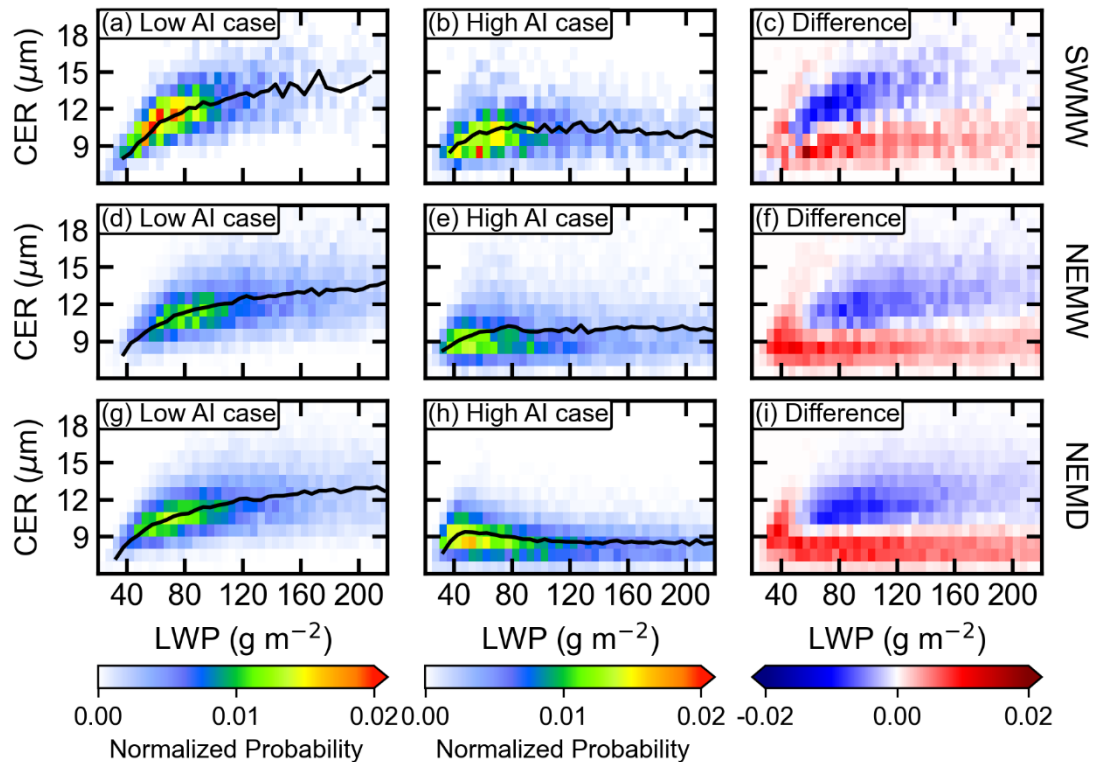 (a) Low AI case (b) High AI case (c) Difference
18
15
12
9
CER (μm)
SWMW
(d) Low AI case (e) High AI case (f) Difference
18
15
12
9
CER (μm)
NEMW
(g) Low AI case (h) High AI case (i) Difference
18
15
12
9
CER (μm)
NEMD
40 80 120 160 200 40 80 120 160 200 40 80 120 160 200
LWP (g m⁻²) LWP (g m⁻²) LWP (g m⁻²)
0.00 0.01 0.02 0.00 0.01 0.02 -0.02 0.00 0.02
Normalized Probability Normalized Probability